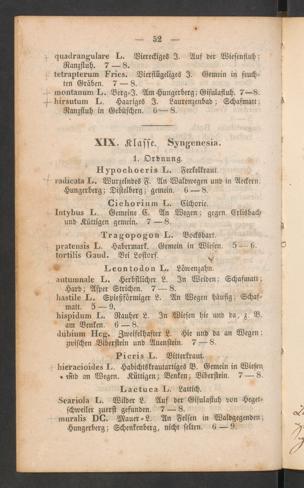 — 52 —
quadrangulare L. Vierectiges J. Auf der Wiesenfluh;
Ranzfluh. 7 — 8.
tetrapterum Fries. Vierflügeliges J. Gemein in feuch-
ten Gräben. 7 — 8.
montanum L. Berg-J. Am Hungerberg; Gisulafluh. 7—8.
hirsutum L. Haariges J. Laurenzenbad; Schafmatt;
Ranzfluh in Gebüschen. 6—8.
XIX. Klasse. Syngenesia.
1. Ordnung.
Hypochoeris L. Ferkelkraut.
radicata L. Wurzelndes F. An Waldwegen und in Aeckern.
Hungerberg; Distelberg; gemein. 6—8.
Cichorium L. Cichorie.
Intybus L. Gemeine C. An Wegen; gegen Erlisbach
und Küttigen gemein. 7 — 8.
Tragopogon L. Bocksbart.
pratensis L. Habermark. Gemein in Wiesen. 5 — 6.
tortilis Gaud. Bei Lostorf.
Leontodon L. Löwenzahn.
autumnale L. Herbstlicher L. In Weiden; Schafmatt;
Hard; Asper Strichen. 7 — 8.
hastile L. Spießförmiger L. An Wegen häufig; Schaf-
matt. 5 — 9.
hispidum L. Rauher L. In Wiesen hie und da, z. B.
am Benken. 6 — 8.
dubium Heg. Zweifelhafter L. Hie und da an Wegen;
zwischen Biberstein und Auenstein. 7 — 8.
Picris L. Bitterkraut.
hieracioides L. Habichtskrautartiges B. Gemein in Wiesen
und an Wegen. Küttigen; Benken; Biberstein. 7 — 8.
Lactuca L. Lattich.
Scariola L. Wilder L. Auf der Gisulafluh von Heget-
schweiler zuerst gefunden. 7 — 8.
muralis DC. Mauer-L. An Felsen in Waldgegenden;
Hungerberg; Schenkenberg, nicht selten. 6 — 9.